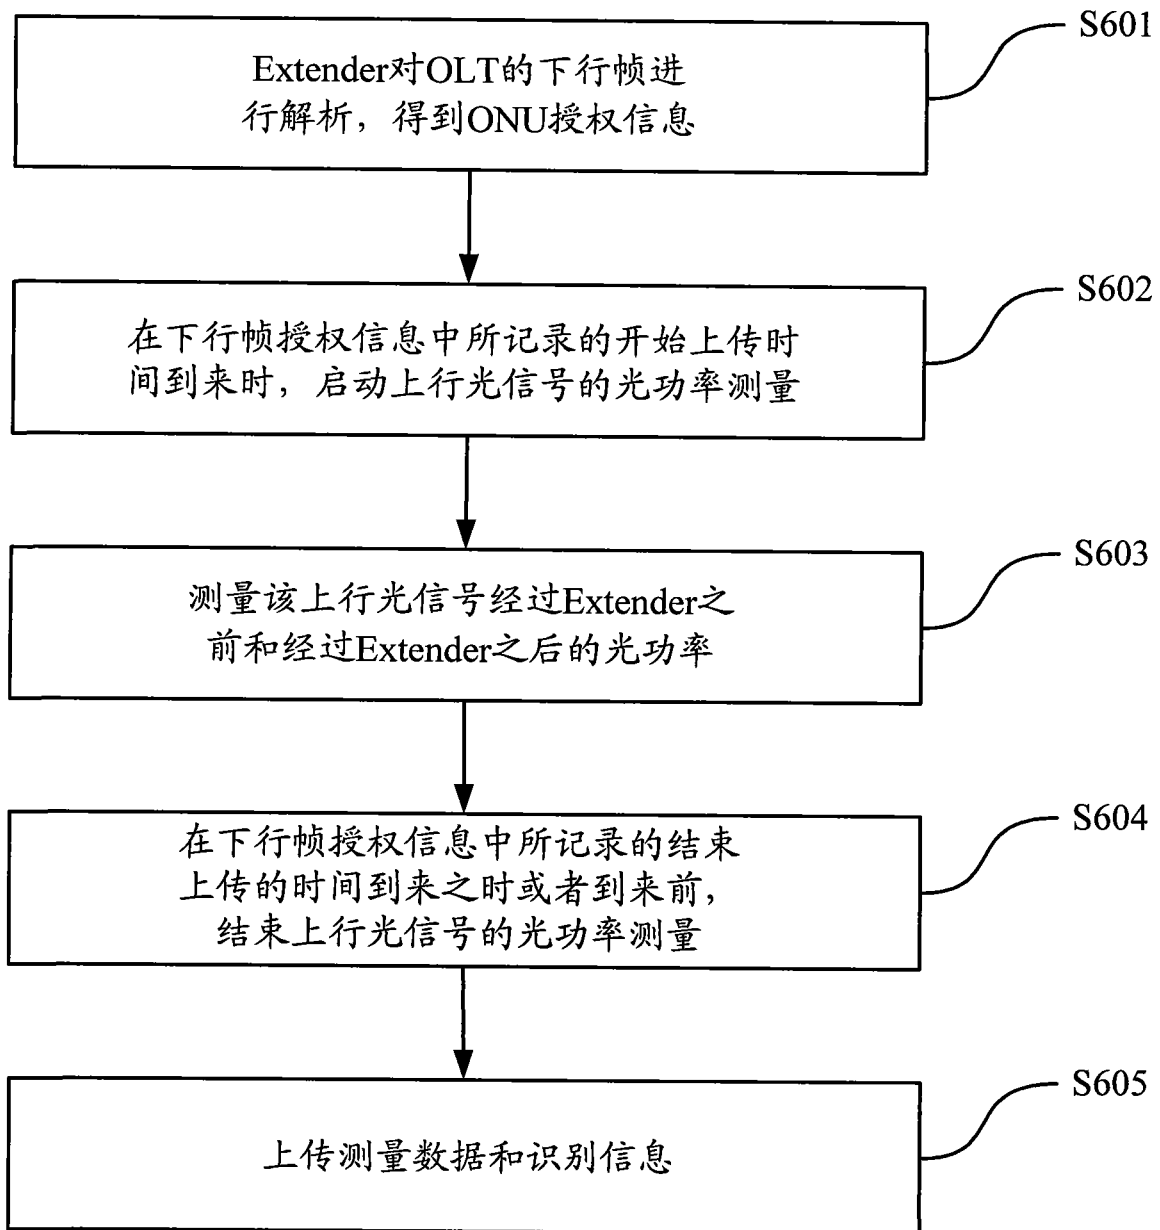 S601
Extender对OLT的下行帧进
行解析，得到ONU授权信息
S602
在下行帧授权信息中所记录的开始上传时
间到来时，启动上行光信号的光功率测量
S603
测量该上行光信号经过Extender之
前和经过Extender之后的光功率
S604
在下行帧授权信息中所记录的结束
上传的时间到来之时或者到来前，
结束上行光信号的光功率测量
S605
上传测量数据和识别信息